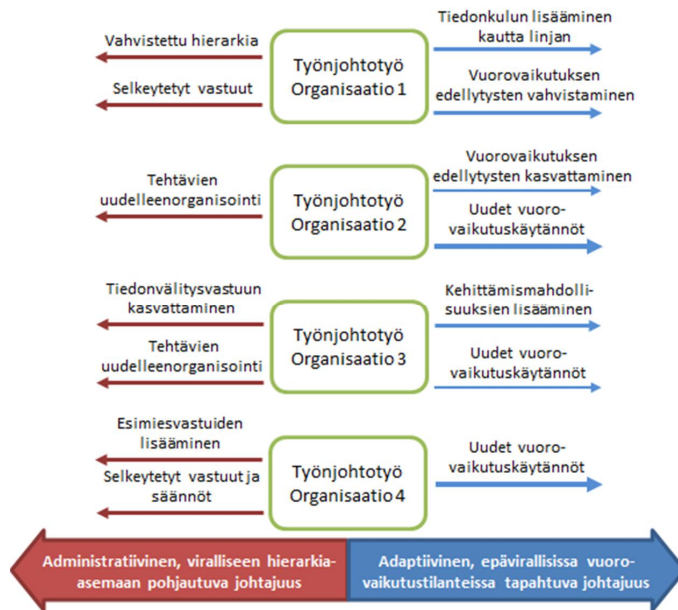 Vahvistettu hierarkia
Selkeytetyt vastuut
Työnjohtotyö
Organisaatio 1
Tiedonkulun lisääminen
kautta linjan
Vuorovaikutuksen
edellytysten vahvistaminen
Tehtävien
uudelleenorganisointi
Työnjohtotyö
Organisaatio 2
Vuorovaikutuksen
edellytysten kasvattaminen
Uudet vuoro-
vaikutuskäytännöt
Tiedonvälitysvastuun
kasvattaminen
Tehtävien
uudelleenorganisointi
Työnjohtotyö
Organisaatio 3
Kehittämismahdolli-
suuksien lisääminen
Uudet vuoro-
vaikutuskäytännöt
Esimiesvastuiden
lisääminen
Selkeytetyt vastuut ja
säännöt
Työnjohtotyö
Organisaatio 4
Uudet vuoro-
vaikutuskäytännöt
Administratiivinen, viralliseen hierarkia-
asemaan pohjautuva johtajuus
Adaptiivinen, epävirallisissa vuoro-
vaikutustilanteissa tapahtuva johtajuus